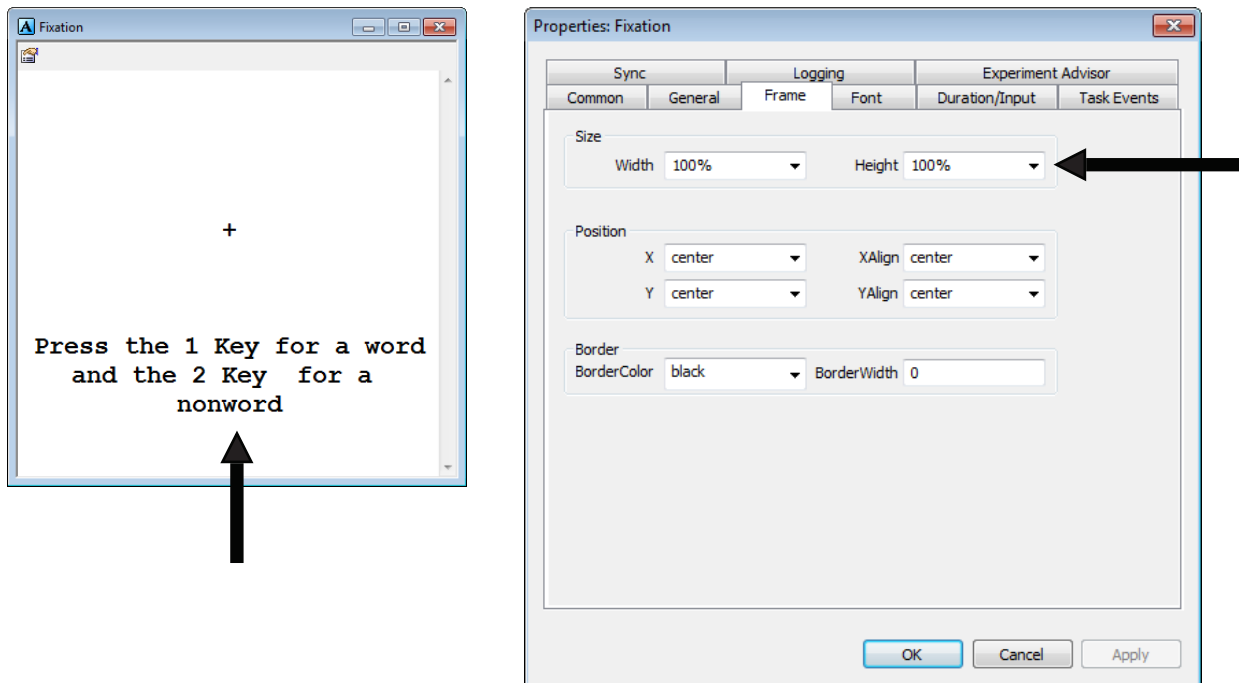 Fixation
+
Press the 1 Key for a word
and the 2 Key  for a
nonword
Properties: Fixation
Sync Logging Experiment Advisor
Common General Frame Font Duration/Input Task Events
Size
Width 100% Height 100%
Position
X center XAlign center
Y center YAlign center
Border
BorderColor black BorderWidth 0
OK Cancel Apply